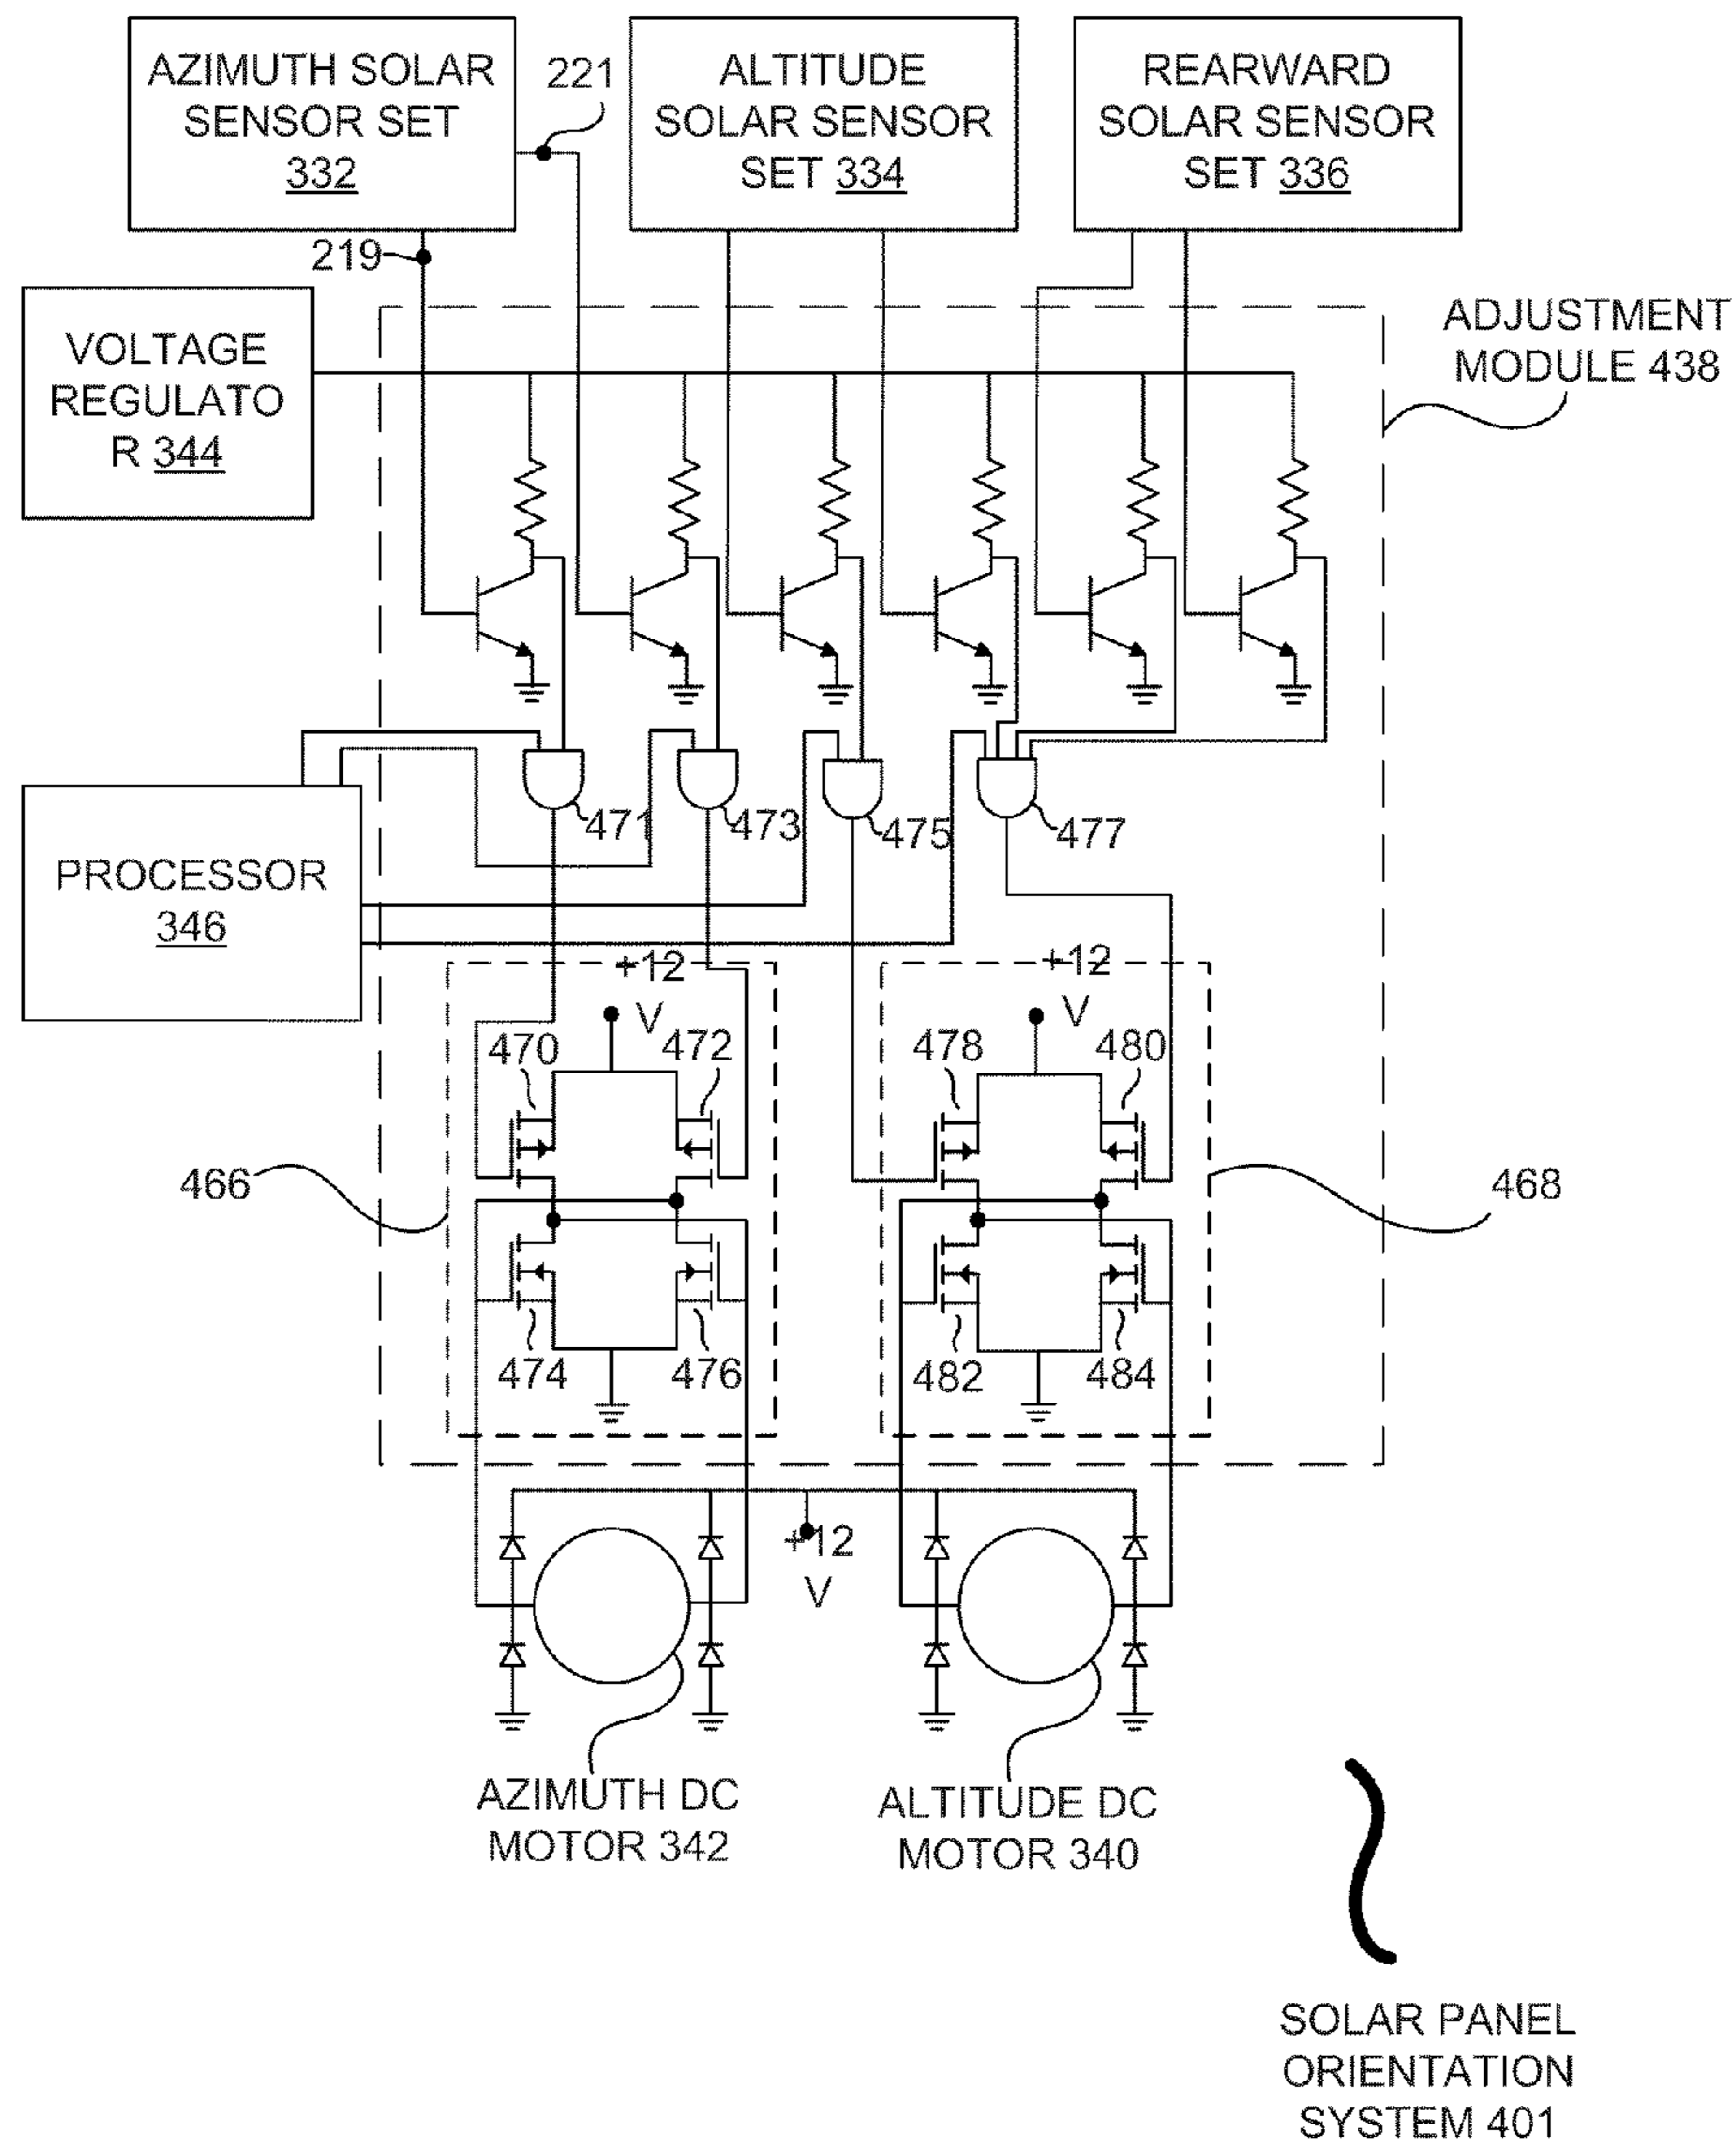 AZIMUTH SOLAR
SENSOR SET
332
221
ALTITUDE
SOLAR SENSOR
SET 334
REARWARD
SOLAR SENSOR
SET 336
219
VOLTAGE
REGULATO
R 344
ADJUSTMENT
MODULE 438
471
473
475
477
PROCESSOR
346
+12
V
+12
V
470
472
478
480
466
468
474
476
482
484
+12
V
AZIMUTH DC
MOTOR 342
ALTITUDE DC
MOTOR 340
SOLAR PANEL
ORIENTATION
SYSTEM 401